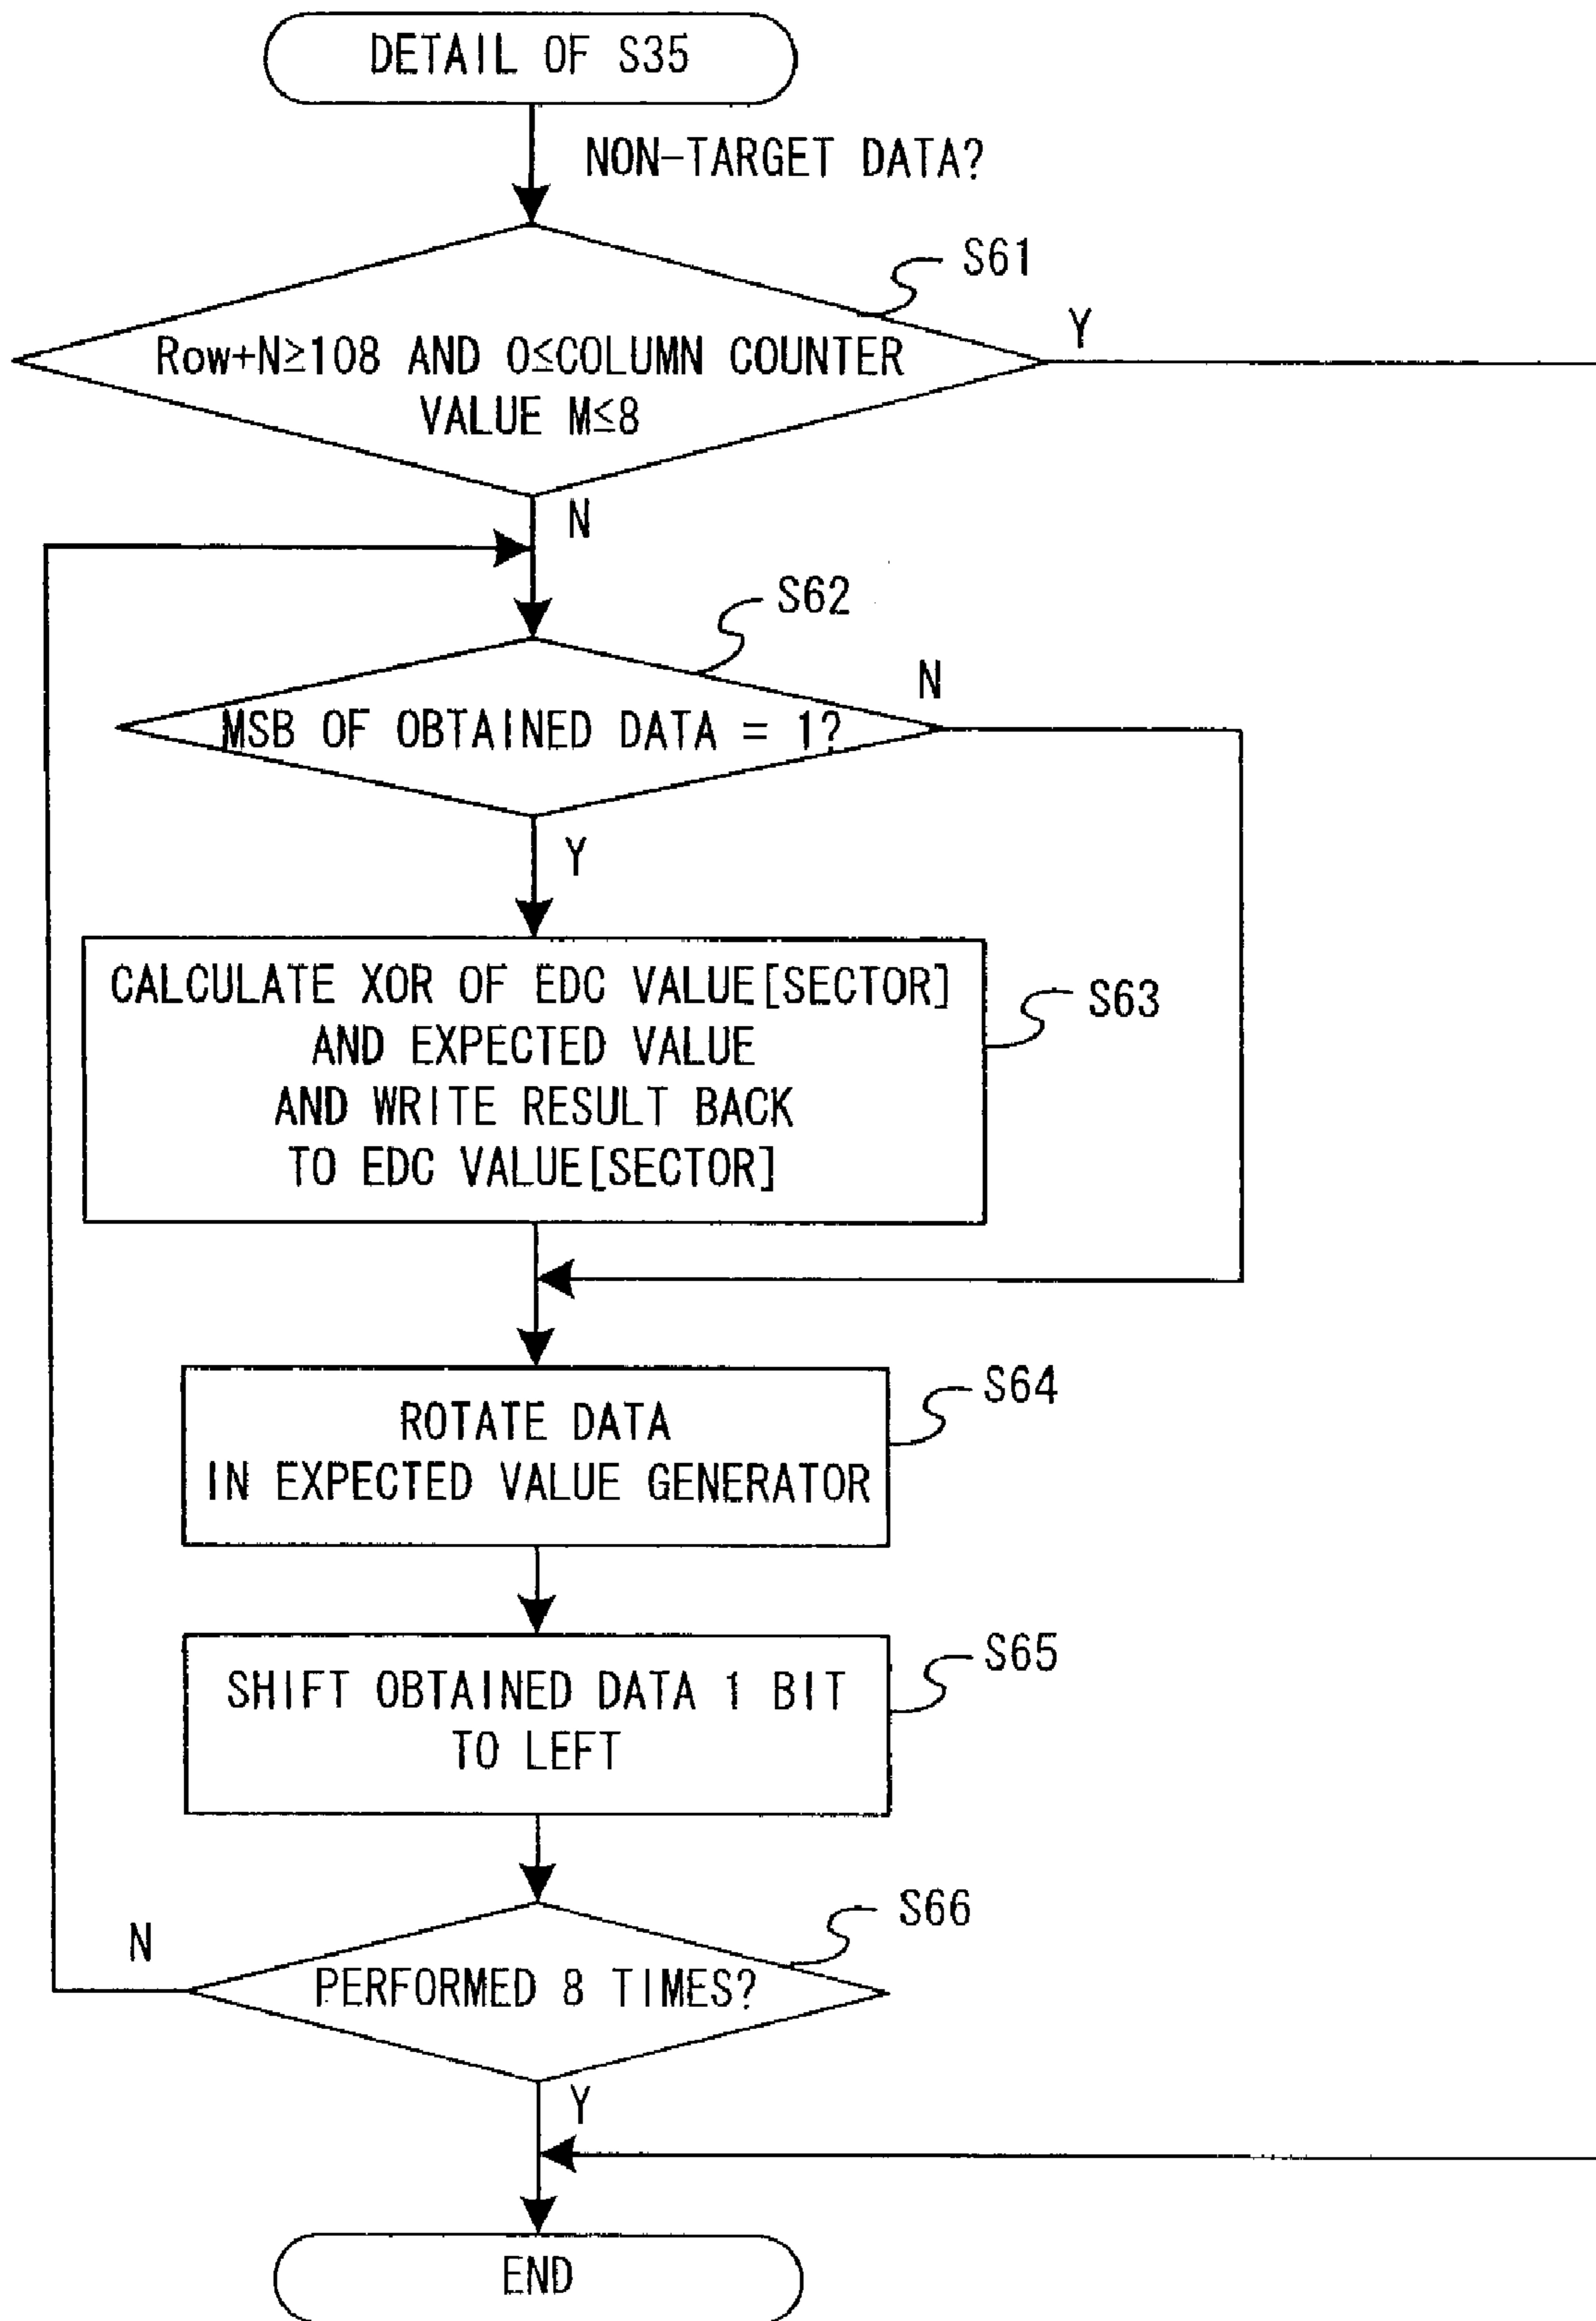 DETAIL OF S35
NON-TARGET DATA?
S61
Y
Row+N≥108 AND 0≤COLUMN COUNTER
VALUE M≤8
N
S62
N
MSB OF OBTAINED DATA = 1?
Y
CALCULATE XOR OF EDC VALUE[SECTOR]
AND EXPECTED VALUE
AND WRITE RESULT BACK
TO EDC VALUE[SECTOR]
S63
S64
ROTATE DATA
IN EXPECTED VALUE GENERATOR
S65
SHIFT OBTAINED DATA 1 BIT
TO LEFT
S66
N
PERFORMED 8 TIMES?
Y
END